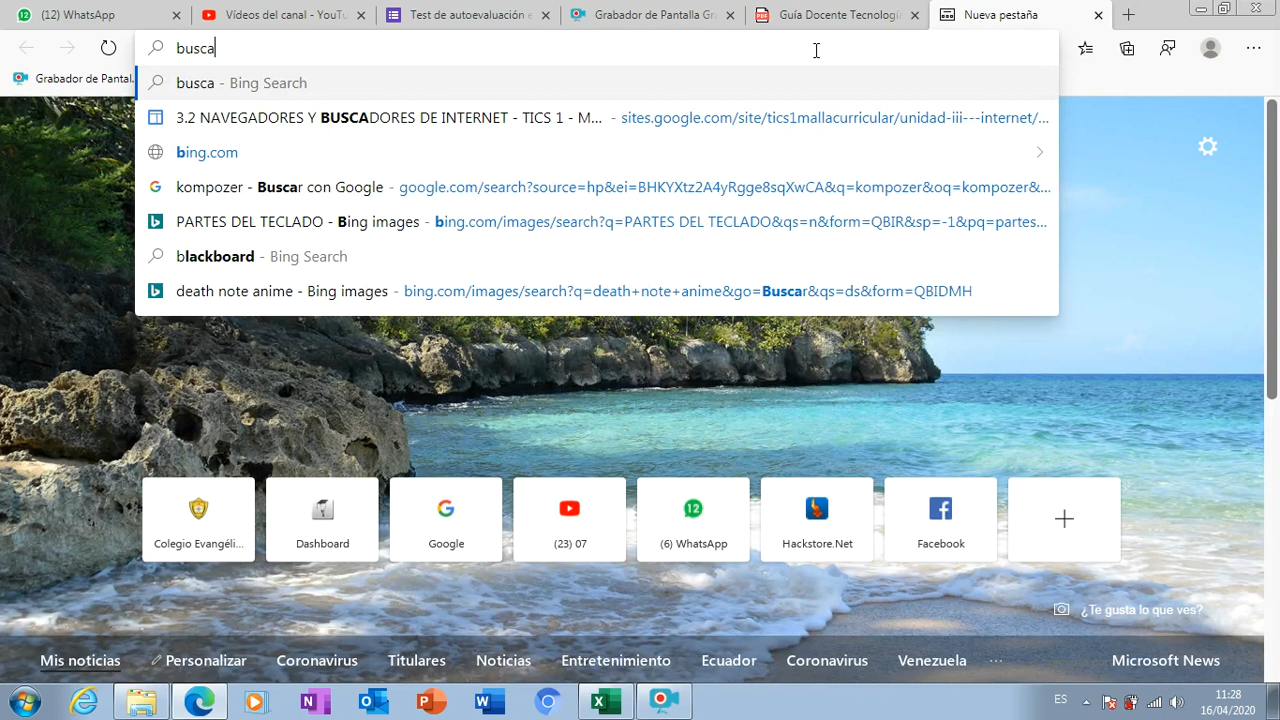 (12) WhatsApp
Vídeos del canal - YouTu
Test de autoevaluación e
Grabador de Pantalla Gra
Guía Docente Tecnología
Nueva pestaña
busca
Grabador de Pantal...
busca - Bing Search
3.2 NAVEGADORES Y BUSCADORES DE INTERNET - TICS 1 - M... - sites.google.com/site/tics1mallacurricular/unidad-iii---internet/...
bing.com
kompozer - Buscar con Google - google.com/search?source=hp&ei=BHKYXtz2A4yRgge8sqXwCA&q=kompozer&oq=kompozer&...
PARTES DEL TECLADO - Bing images - bing.com/images/search?q=PARTES DEL TECLADO&qs=n&form=QBIR&sp=-1&pq=partes...
blackboard - Bing Search
death note anime - Bing images - bing.com/images/search?q=death+note+anime&go=Buscar&qs=ds&form=QBIDMH
Colegio Evangéli...
Dashboard
Google
(23) 07
(6) WhatsApp
Hackstore.Net
Facebook
¿Te gusta lo que ves?
Mis noticias
Personalizar
Coronavirus
Titulares
Noticias
Entretenimiento
Ecuador
Coronavirus
Venezuela
...
Microsoft News
ES
11:28
16/04/2020